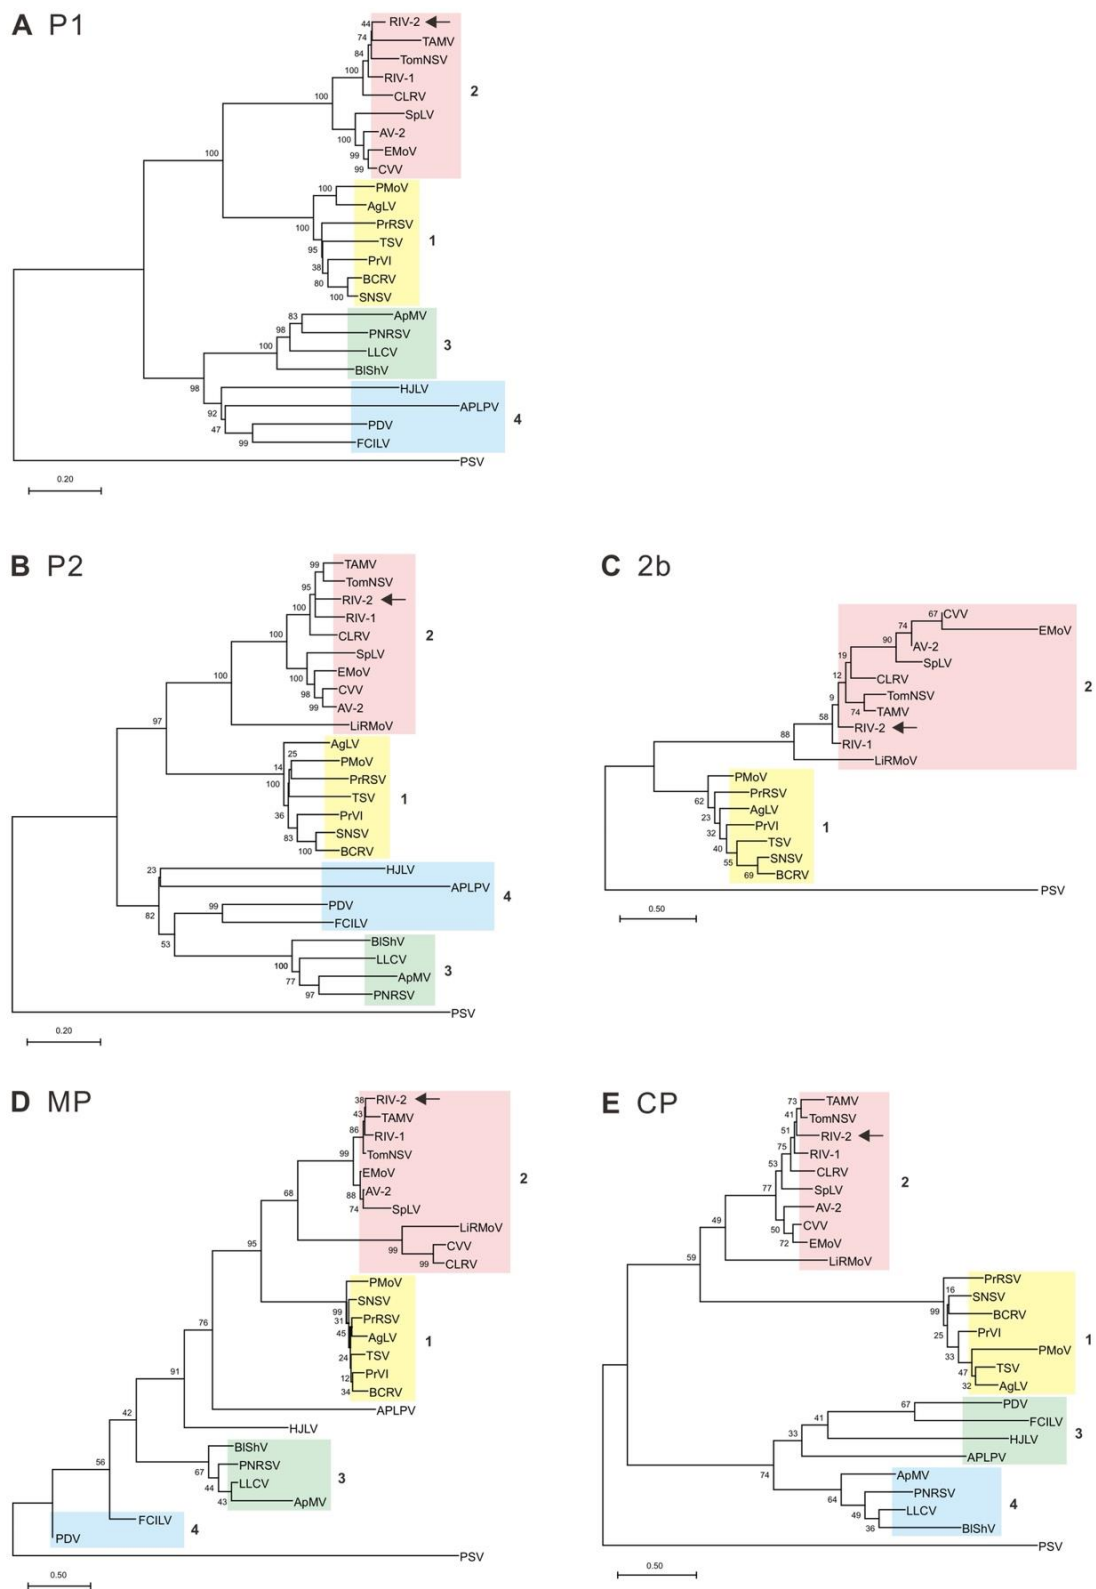 A P1
44
RIV-2
74
TAMV
84
TomNSV
100
RIV-1
100
CLRV
2
SpLV
AV-2
100
EMoV
99
CVV
99
100
100
PMoV
AgLV
100
PrRSV
TSV
1
95
PrVI
38
BCRV
80
SNSV
100
83
ApMV
98
PNRSV
100
LLCV
3
BlShV
98
HJLV
92
APLPV
4
47
PDV
99
FCILV
PSV
0.20
B P2
99
TAMV
95
TomNSV
RIV-2
100
RIV-1
100
CLRV
2
SpLV
100
EMoV
98
CVV
99
AV-2
100
LiRMoV
97
AgLV
25
PMoV
14
PrRSV
100
TSV
1
36
PrVI
83
SNSV
100
BCRV
23
HJLV
APLPV
4
82
99
PDV
FCILV
53
BlShV
100
LLCV
3
77
ApMV
97
PNRSV
PSV
0.20
C 2b
67
CVV
74
EMoV
90
AV-2
19
SpLV
12
CLRV
2
9
TomNSV
74
TAMV
58
RIV-2
88
RIV-1
LiRMoV
PMoV
62
PrRSV
23
AgLV
32
PrVI
1
40
TSV
55
SNSV
69
BCRV
PSV
0.50
D MP
38
RIV-2
43
TAMV
86
RIV-1
99
TomNSV
EMoV
2
88
AV-2
74
SpLV
68
LiRMoV
99
CVV
99
CLRV
95
PMoV
SNSV
99
31
PrRSV
45
AgLV
1
24
TSV
12
PrVI
34
BCRV
76
APLPV
91
HJLV
42
BlShV
67
PNRSV
3
44
LLCV
43
ApMV
56
FCILV
4
PDV
PSV
0.50
E CP
73
TAMV
41
TomNSV
51
RIV-2
75
RIV-1
53
CLRV
77
SpLV
2
AV-2
50
CVV
72
EMoV
49
LiRMoV
59
PrRSV
16
SNSV
99
BCRV
25
PrVI
1
33
PMoV
47
TSV
32
AgLV
67
PDV
41
FCILV
3
33
HJLV
APLPV
74
ApMV
64
PNRSV
4
49
LLCV
36
BlShV
PSV
0.50